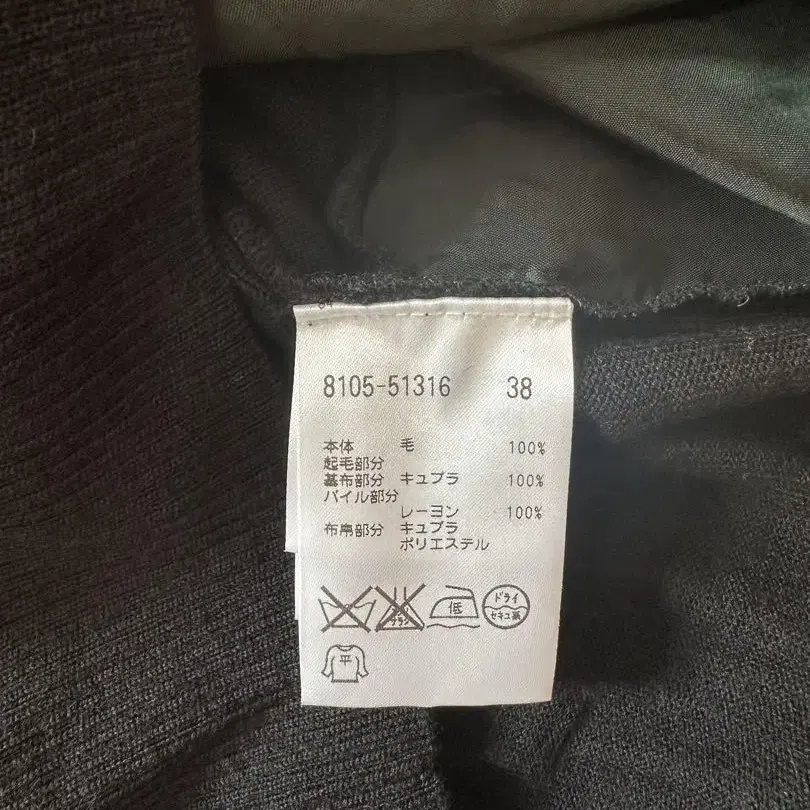 8105-51316 38
本体 毛 100%
起毛部分
基布部分 キュプラ 100%
パイル部分
レーヨン 100%
布帛部分 キュプラ
ポリエステル
低
ドライ
セキユ系
平